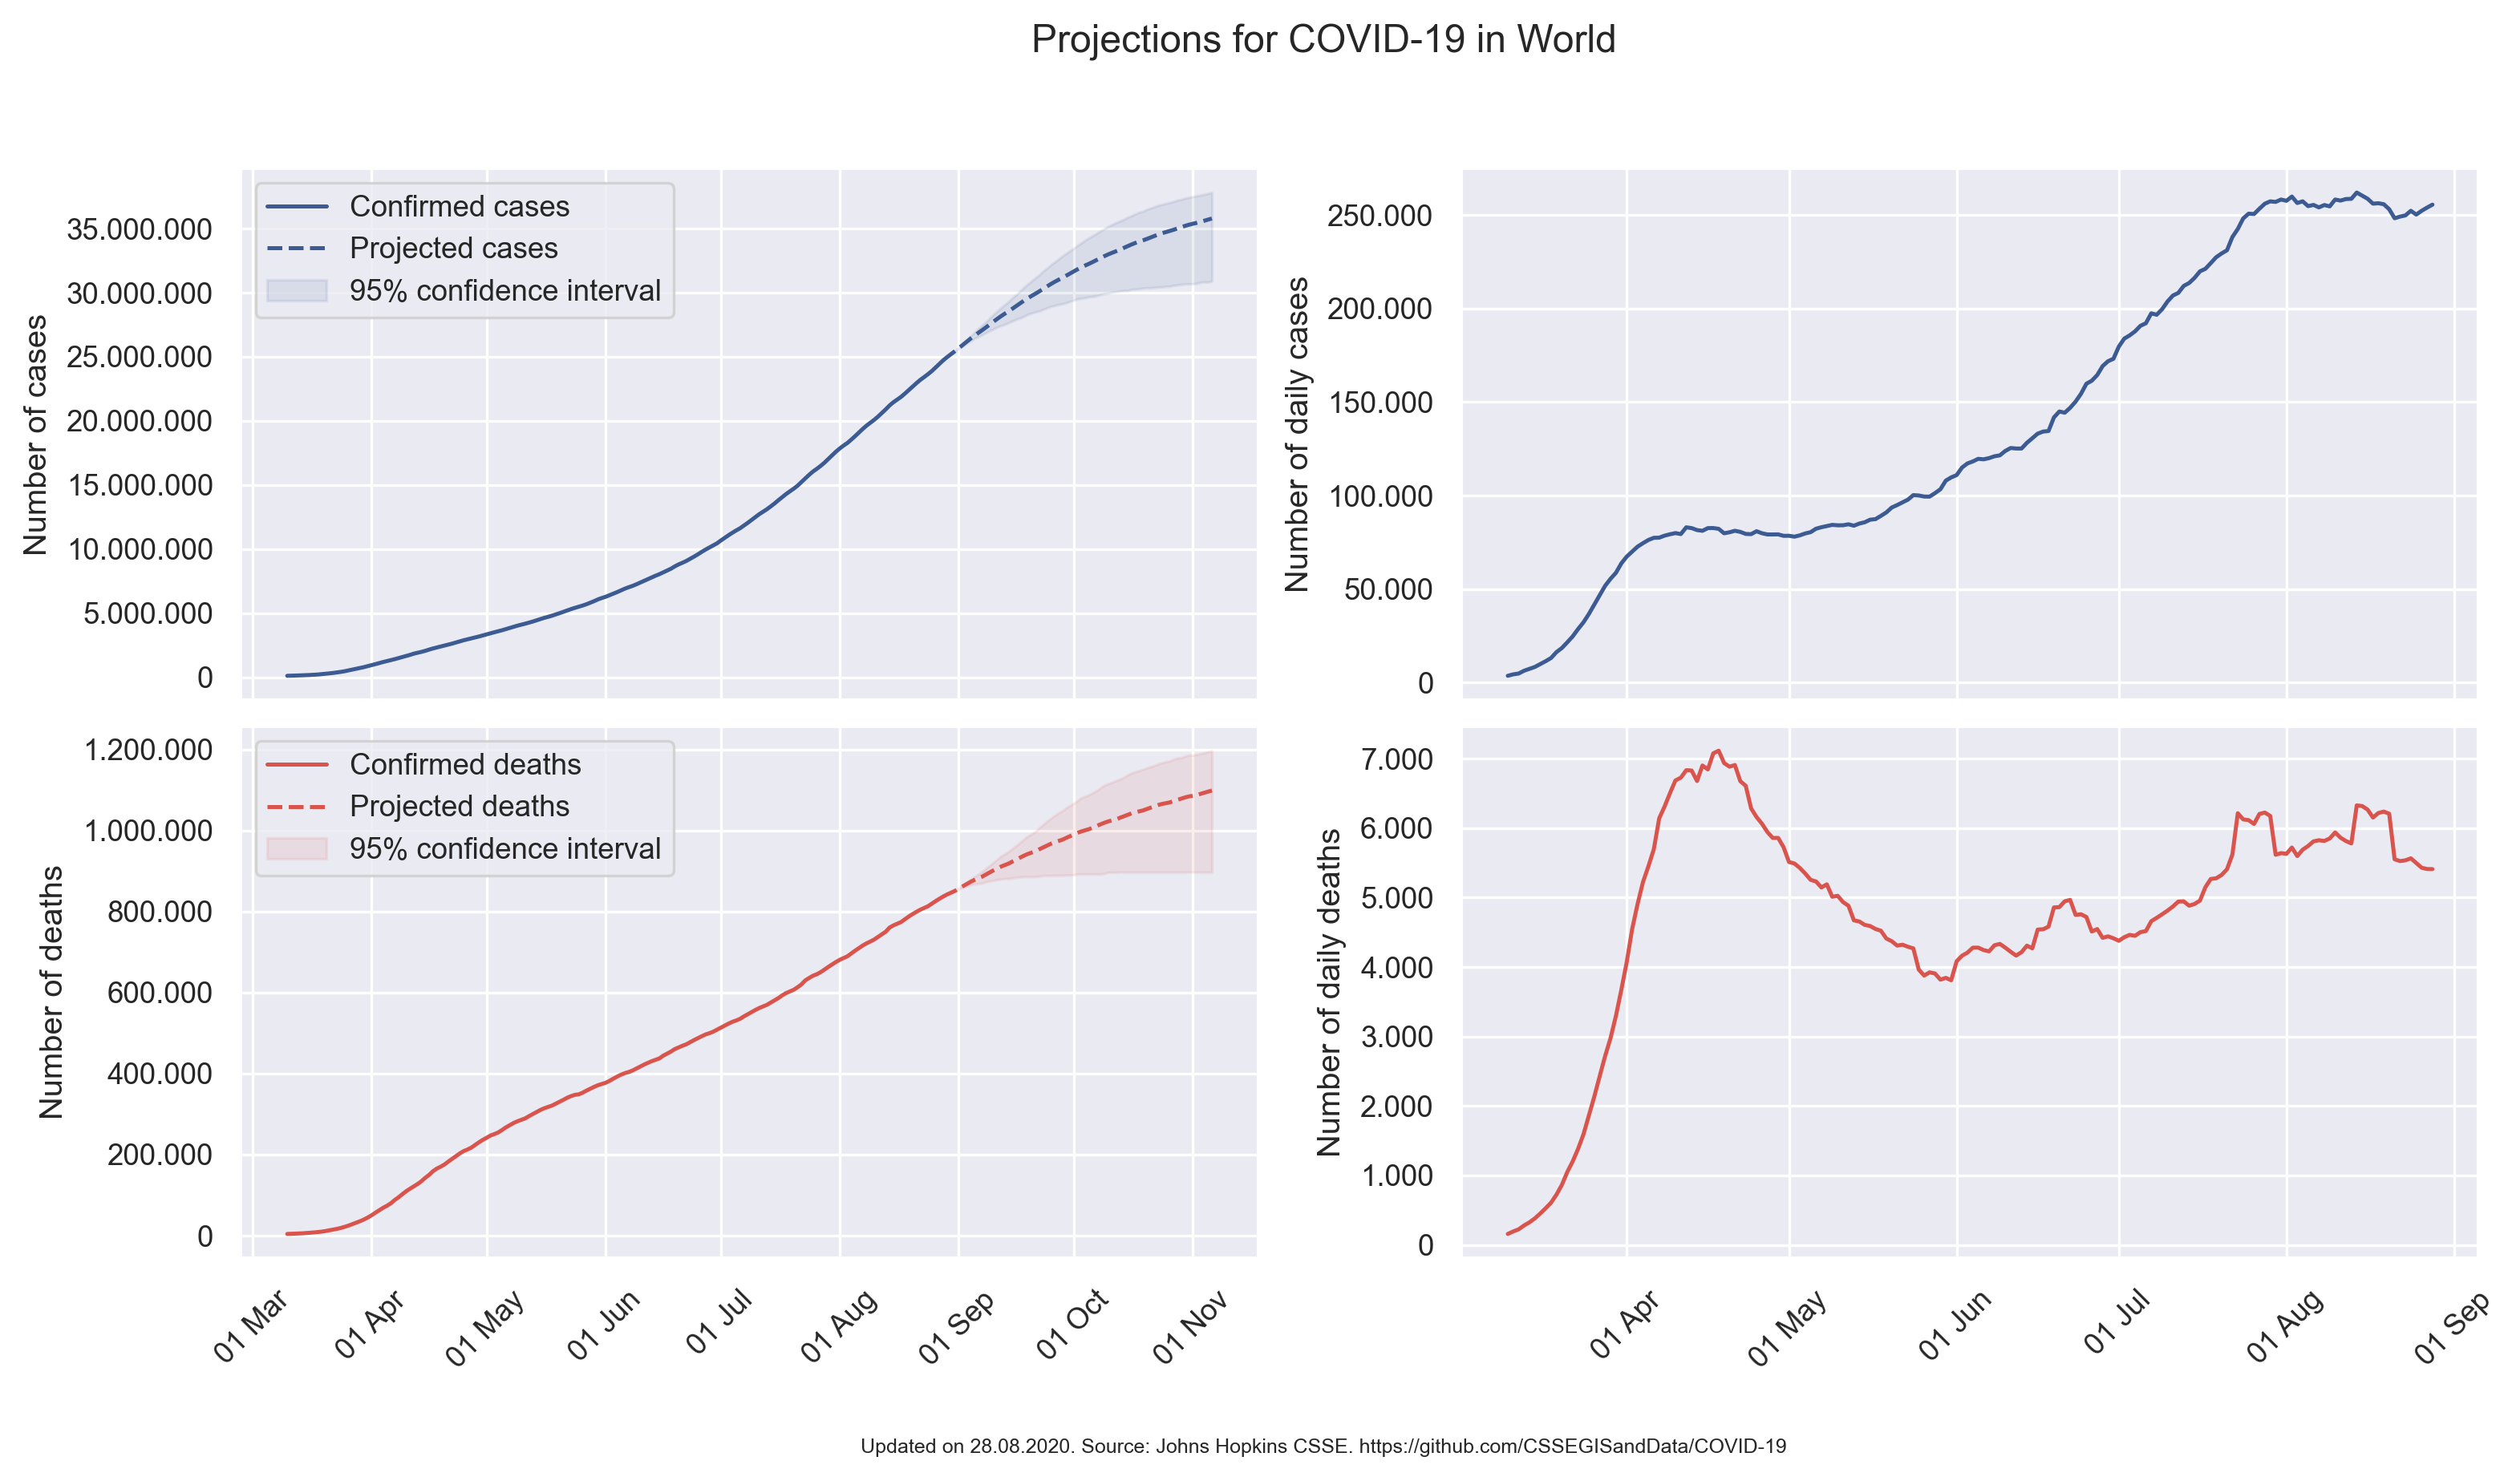 Projections for COVID-19 in World
Number of cases
35.000.000
30.000.000
25.000.000
20.000.000
15.000.000
10.000.000
5.000.000
0
Confirmed cases
Projected cases
95% confidence interval
Number of daily cases
250.000
200.000
150.000
100.000
50.000
0
Number of deaths
1.200.000
1.000.000
800.000
600.000
400.000
200.000
0
Confirmed deaths
Projected deaths
95% confidence interval
01 Mar
01 Apr
01 May
01 Jun
01 Jul
01 Aug
01 Sep
01 Oct
01 Nov
Number of daily deaths
7.000
6.000
5.000
4.000
3.000
2.000
1.000
0
01 Apr
01 May
01 Jun
01 Jul
01 Aug
01 Sep
Updated on 28.08.2020. Source: Johns Hopkins CSSE. https://github.com/CSSEGISandData/COVID-19